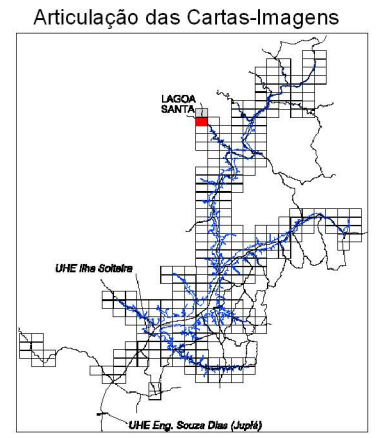 Articulação das Cartas-Imagens
LAGOA
SANTA
UHE Ilha Solteira
UHE Eng. Souza Dias (Jupiá)